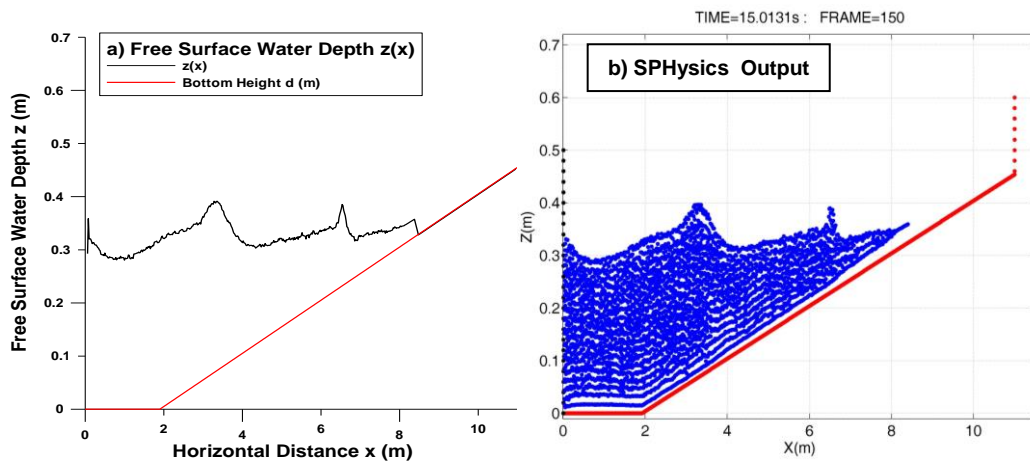 a) Free Surface Water Depth z(x)
z(x)
Bottom Height d (m)
Free Surface Water Depth z (m)
0.7
0.6
0.5
0.4
0.3
0.2
0.1
0
0 2 4 6 8 10
Horizontal Distance x (m)
TIME=15.0131s : FRAME=150
b) SPHysics Output
Z(m)
0.7
0.6
0.5
0.4
0.3
0.2
0.1
0
0 2 4 6 8 10
X(m)